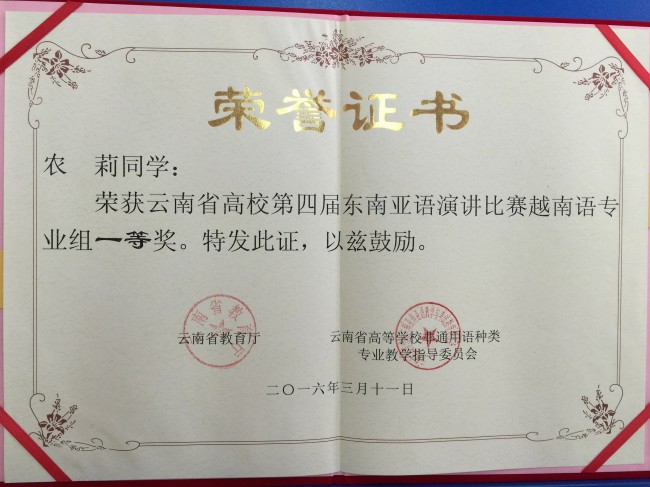 荣誉证书
农 莉同学：
荣获云南省高校第四届东南亚语演讲比赛越南语专
业组一等奖。特发此证，以兹鼓励。
云南省教育厅
云南省高等学校非通用语种类
专业教学指导委员会
二〇一六年三月十一日